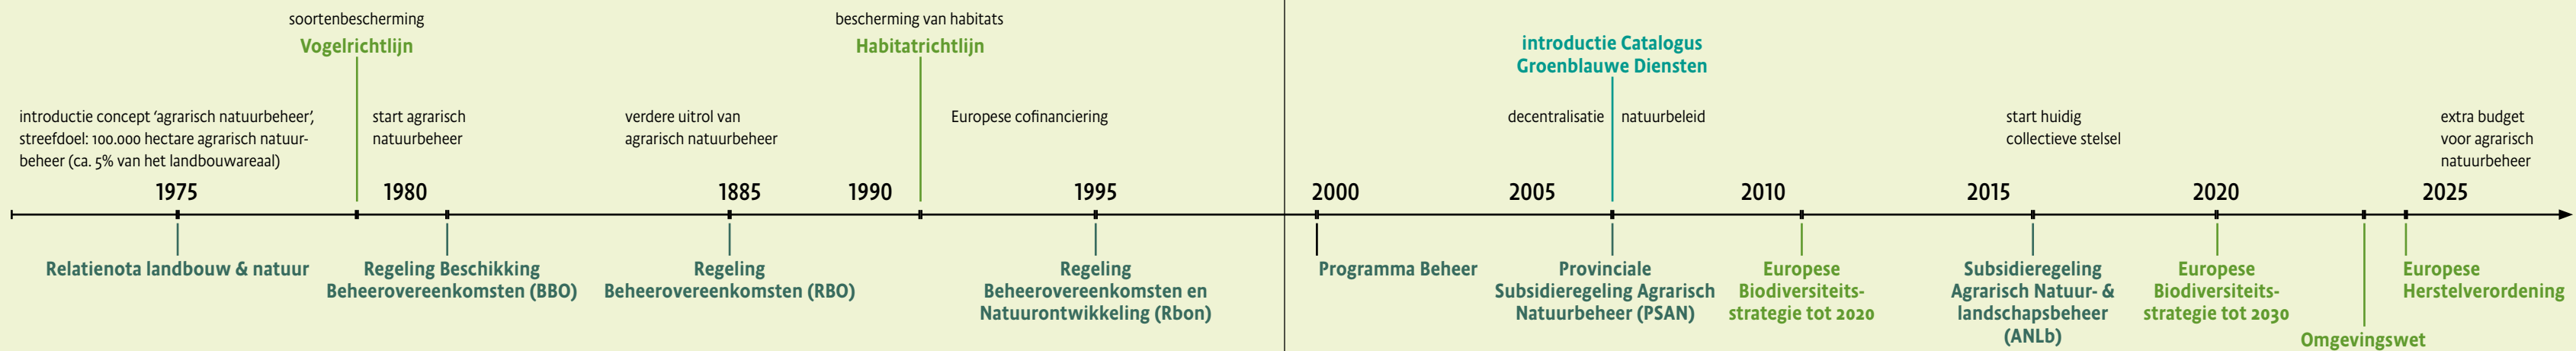 soortenbescherming
Vogelrichtlijn
bescherming van habitats
Habitatrichtlijn
introductie Catalogus
Groenblauwe Diensten
introductie concept ‘agrarisch natuurbeheer’,
streefdoel: 100.000 hectare agrarisch natuur-
beheer (ca. 5% van het landbouwareaal)
start agrarisch
natuurbeheer
verdere uitrol van
agrarisch natuurbeheer
Europese cofinanciering
decentralisatie natuurbeleid
start huidig
collectieve stelsel
extra budget
voor agrarisch
natuurbeheer
1975 1980 1885 1990 1995 2000 2005 2010 2015 2020 2025
Relatienota landbouw & natuur
Regeling Beschikking
Beheerovereenkomsten (BBO)
Regeling
Beheerovereenkomsten (RBO)
Regeling
Beheerovereenkomsten en
Natuurontwikkeling (Rbon)
Programma Beheer
Provinciale
Subsidieregeling Agrarisch
Natuurbeheer (PSAN)
Europese
Biodiversiteits-
strategie tot 2020
Subsidieregeling
Agrarisch Natuur- &
landschapsbeheer
(ANLb)
Europese
Biodiversiteits-
strategie tot 2030
Omgevingswet
Europese
Herstelverordening